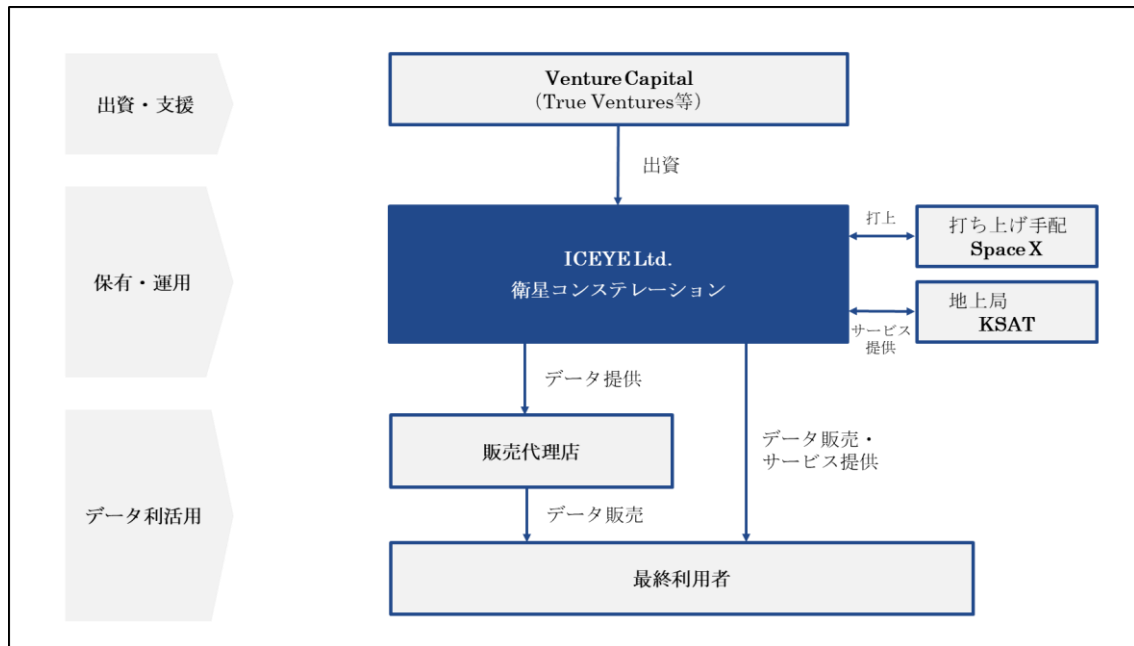 出資・支援
Venture Capital
（True Ventures等）
出資
保有・運用
ICEYE Ltd.
衛星コンステレーション
打上
打ち上げ手配
Space X
サービス
提供
地上局
KSAT
データ提供
データ利活用
販売代理店
データ販売・
サービス提供
データ販売
最終利用者